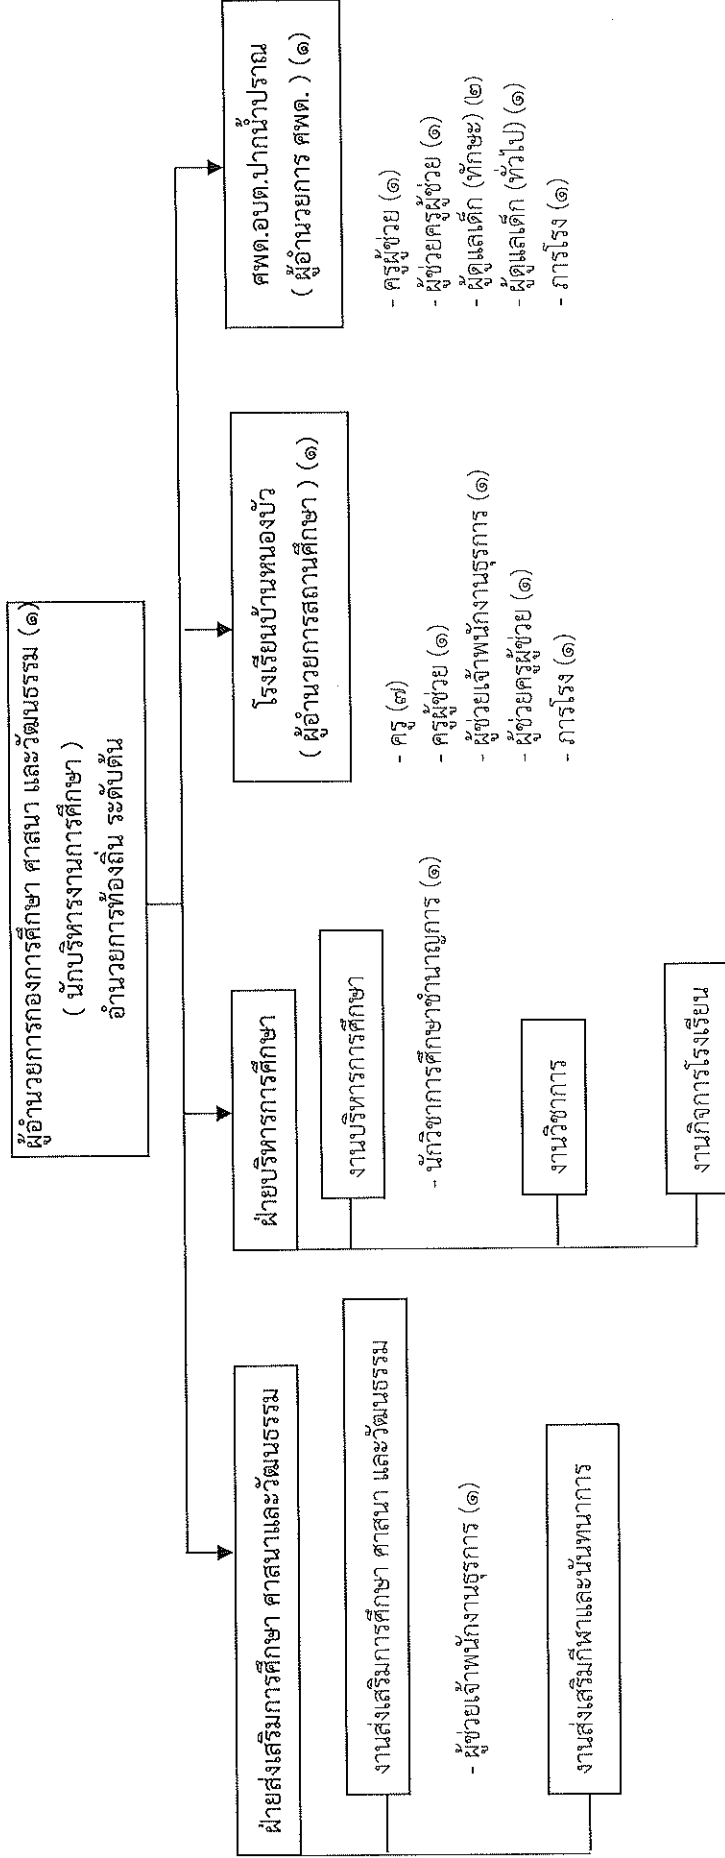 ผู้อำนวยการกองการศึกษา ศาสนา และวัฒนธรรม (๑)
( นักบริหารงานการศึกษา )
อำนวยการท้องถิ่น ระดับต้น
ฝ่ายส่งเสริมการศึกษา ศาสนาและวัฒนธรรม
งานส่งเสริมการศึกษา ศาสนา และวัฒนธรรม
- ผู้ช่วยเจ้าพนักงานธุรการ (๑)
งานส่งเสริมกีฬาและนันทนาการ
ฝ่ายบริหารการศึกษา
งานบริหารการศึกษา
- นักวิชาการศึกษาชำนาญการ (๑)
งานวิชาการ
งานกิจการโรงเรียน
โรงเรียนบ้านหนองบัว
( ผู้อำนวยการสถานศึกษา ) (๑)
- ครู (๗)
- ครูผู้ช่วย (๑)
- ผู้ช่วยเจ้าพนักงานธุรการ (๑)
- ผู้ช่วยครูผู้ช่วย (๑)
- ภารโรง (๑)
ศพด.อบต.ปากน้ำปราณ
( ผู้อำนวยการ ศพด. ) (๑)
- ครูผู้ช่วย (๑)
- ผู้ช่วยครูผู้ช่วย (๑)
- ผู้ดูแลเด็ก (ทักษะ) (๒)
- ผู้ดูแลเด็ก (ทั่วไป) (๑)
- ภารโรง (๑)